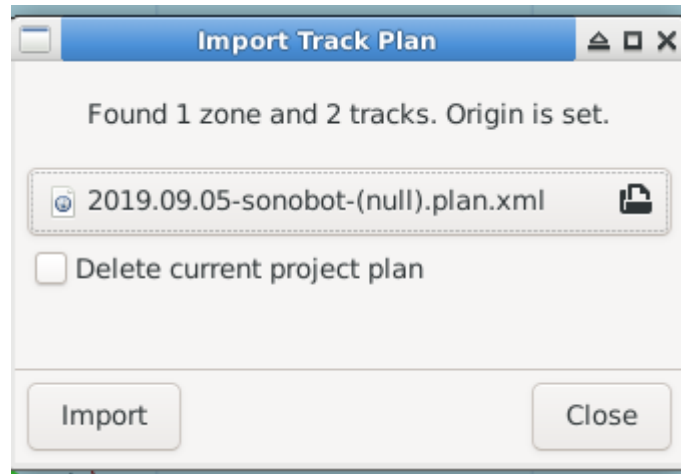 Import Track Plan
Found 1 zone and 2 tracks. Origin is set.
2019.09.05-sonobot-(null).plan.xml
Delete current project plan
Import
Close